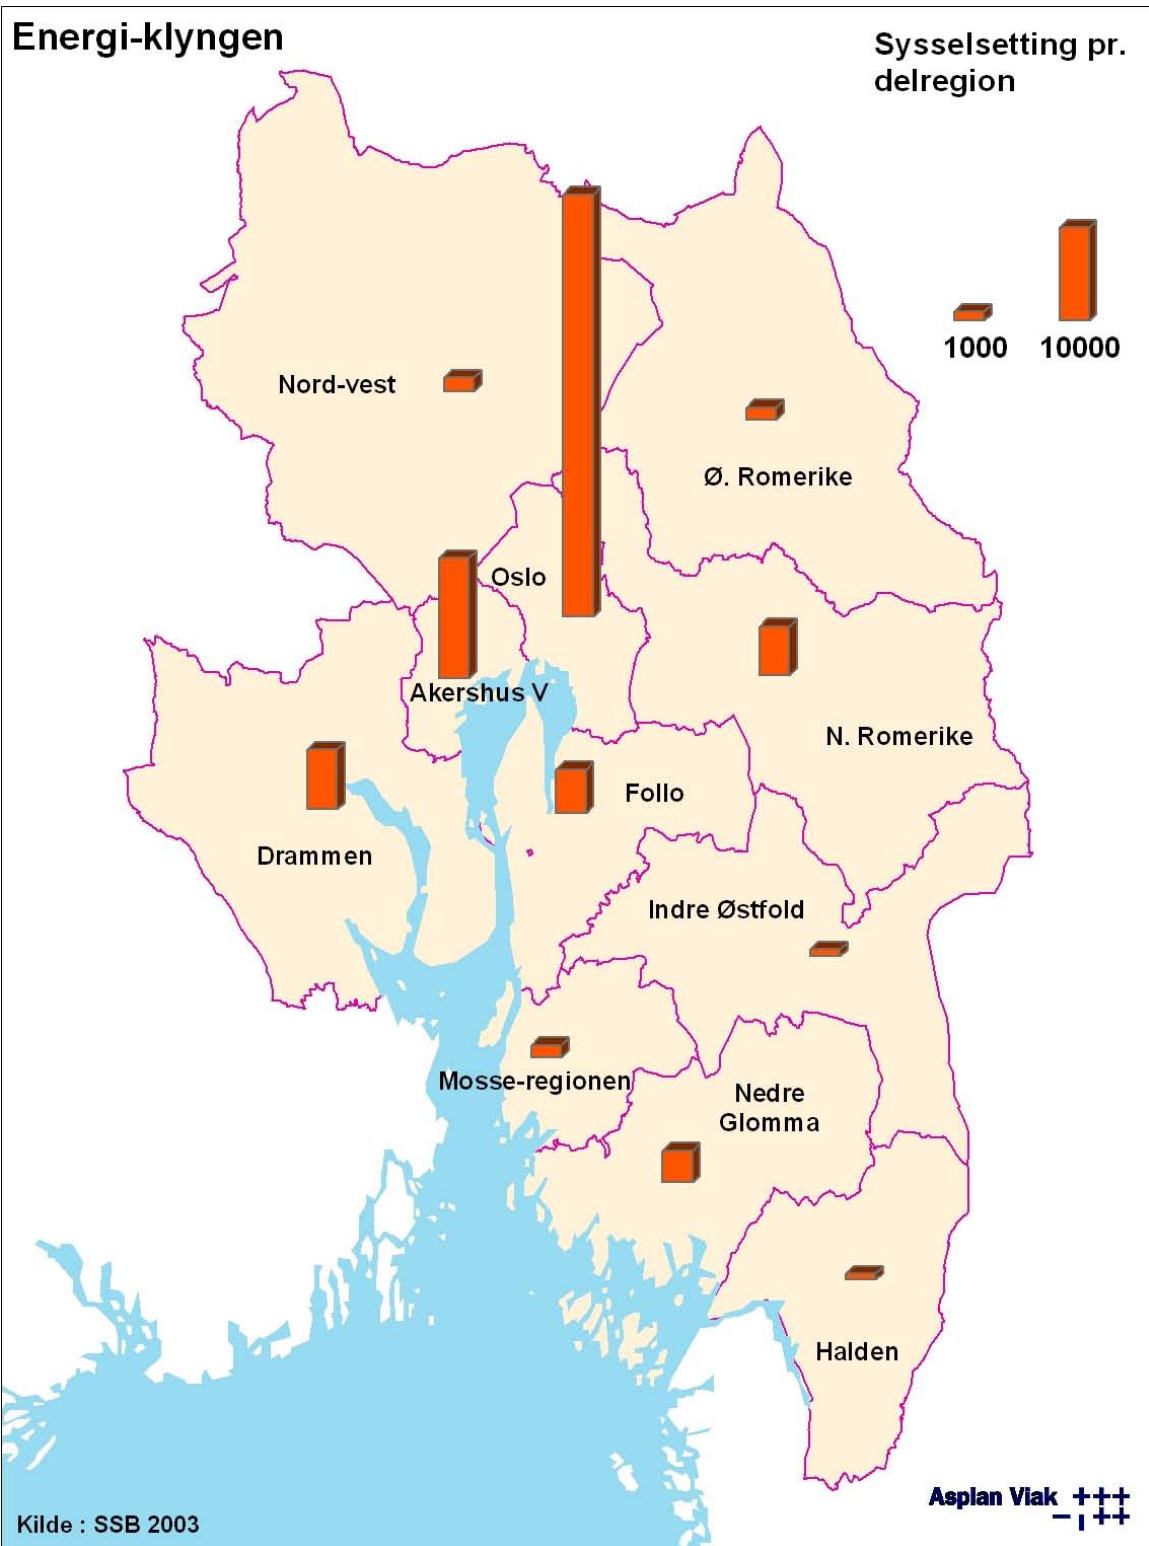 Energi-klyngen
Sysselsetting pr.
delregion
1000 10000
Nord-vest
Ø. Romerike
Oslo
Akershus V
N. Romerike
Follo
Drammen
Indre Østfold
Mosse-regionen
Nedre
Glomma
Halden
Asplan Viak
Kilde : SSB 2003